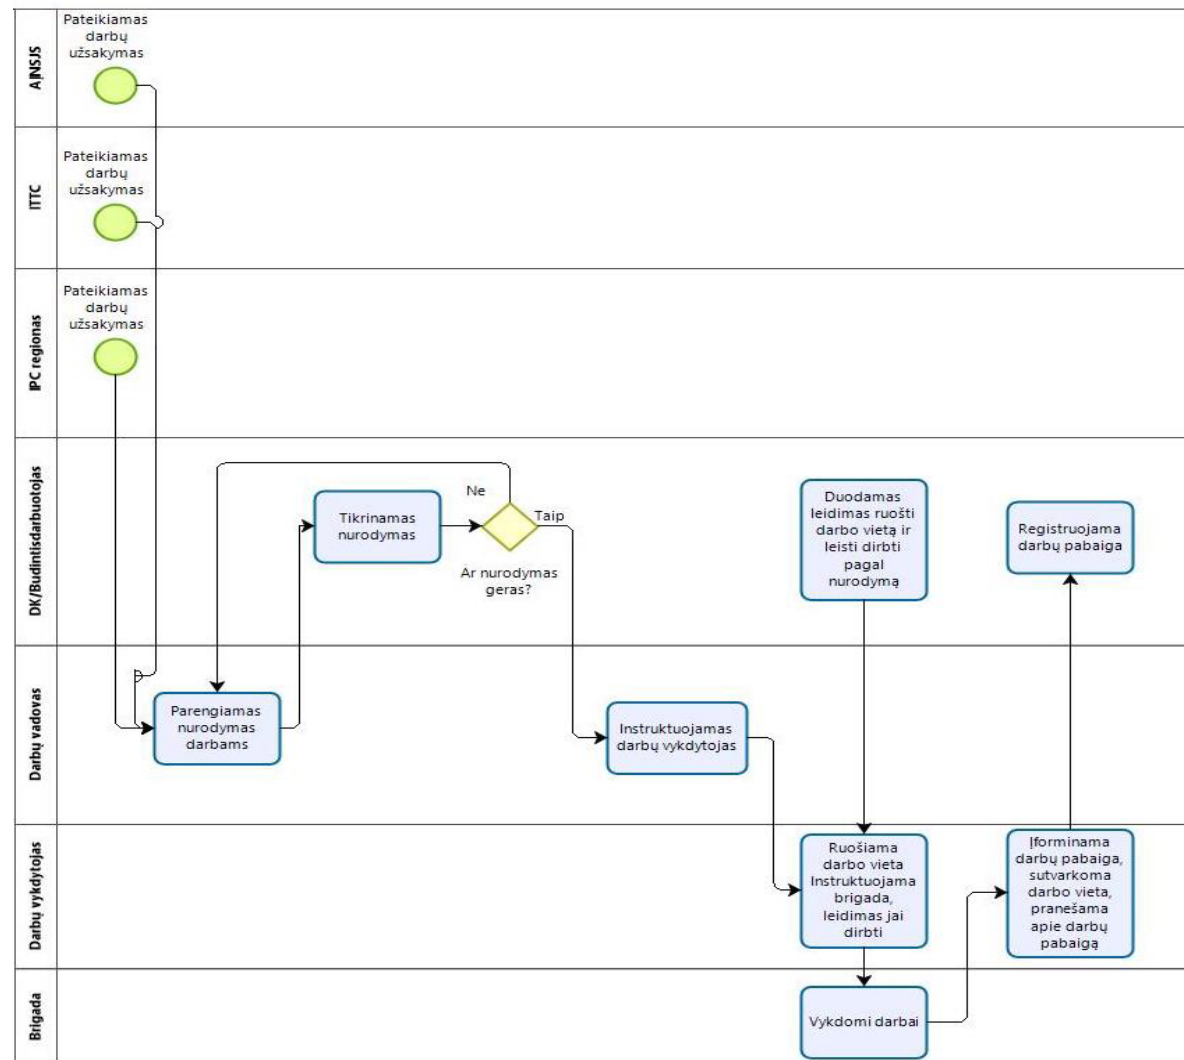 AĮNSJS
Pateikiamas
darbų
užsakymas
ITTC
Pateikiamas
darbų
užsakymas
IPC regionas
Pateikiamas
darbų
užsakymas
DK/Budintisdarbuotojas
Tikrinamas
nurodymas
Ne
Taip
Ar nurodymas
geras?
Duodamas
leidimas ruošti
darbo vietą ir
leisti dirbti
pagal
nurodymą
Registruojama
darbų pabaiga
Darbų vadovas
Parengiamas
nurodymas
darbams
Instruktuojamas
darbų vykdytojas
Darbų vykdytojas
Ruošiama
darbo vieta
Instruktuojama
brigada,
leidimas jai
dirbti
Įforminama
darbų pabaiga,
sutvarkoma
darbo vieta,
pranešama
apie darbų
pabaigą
Brigada
Vykdomi darbai